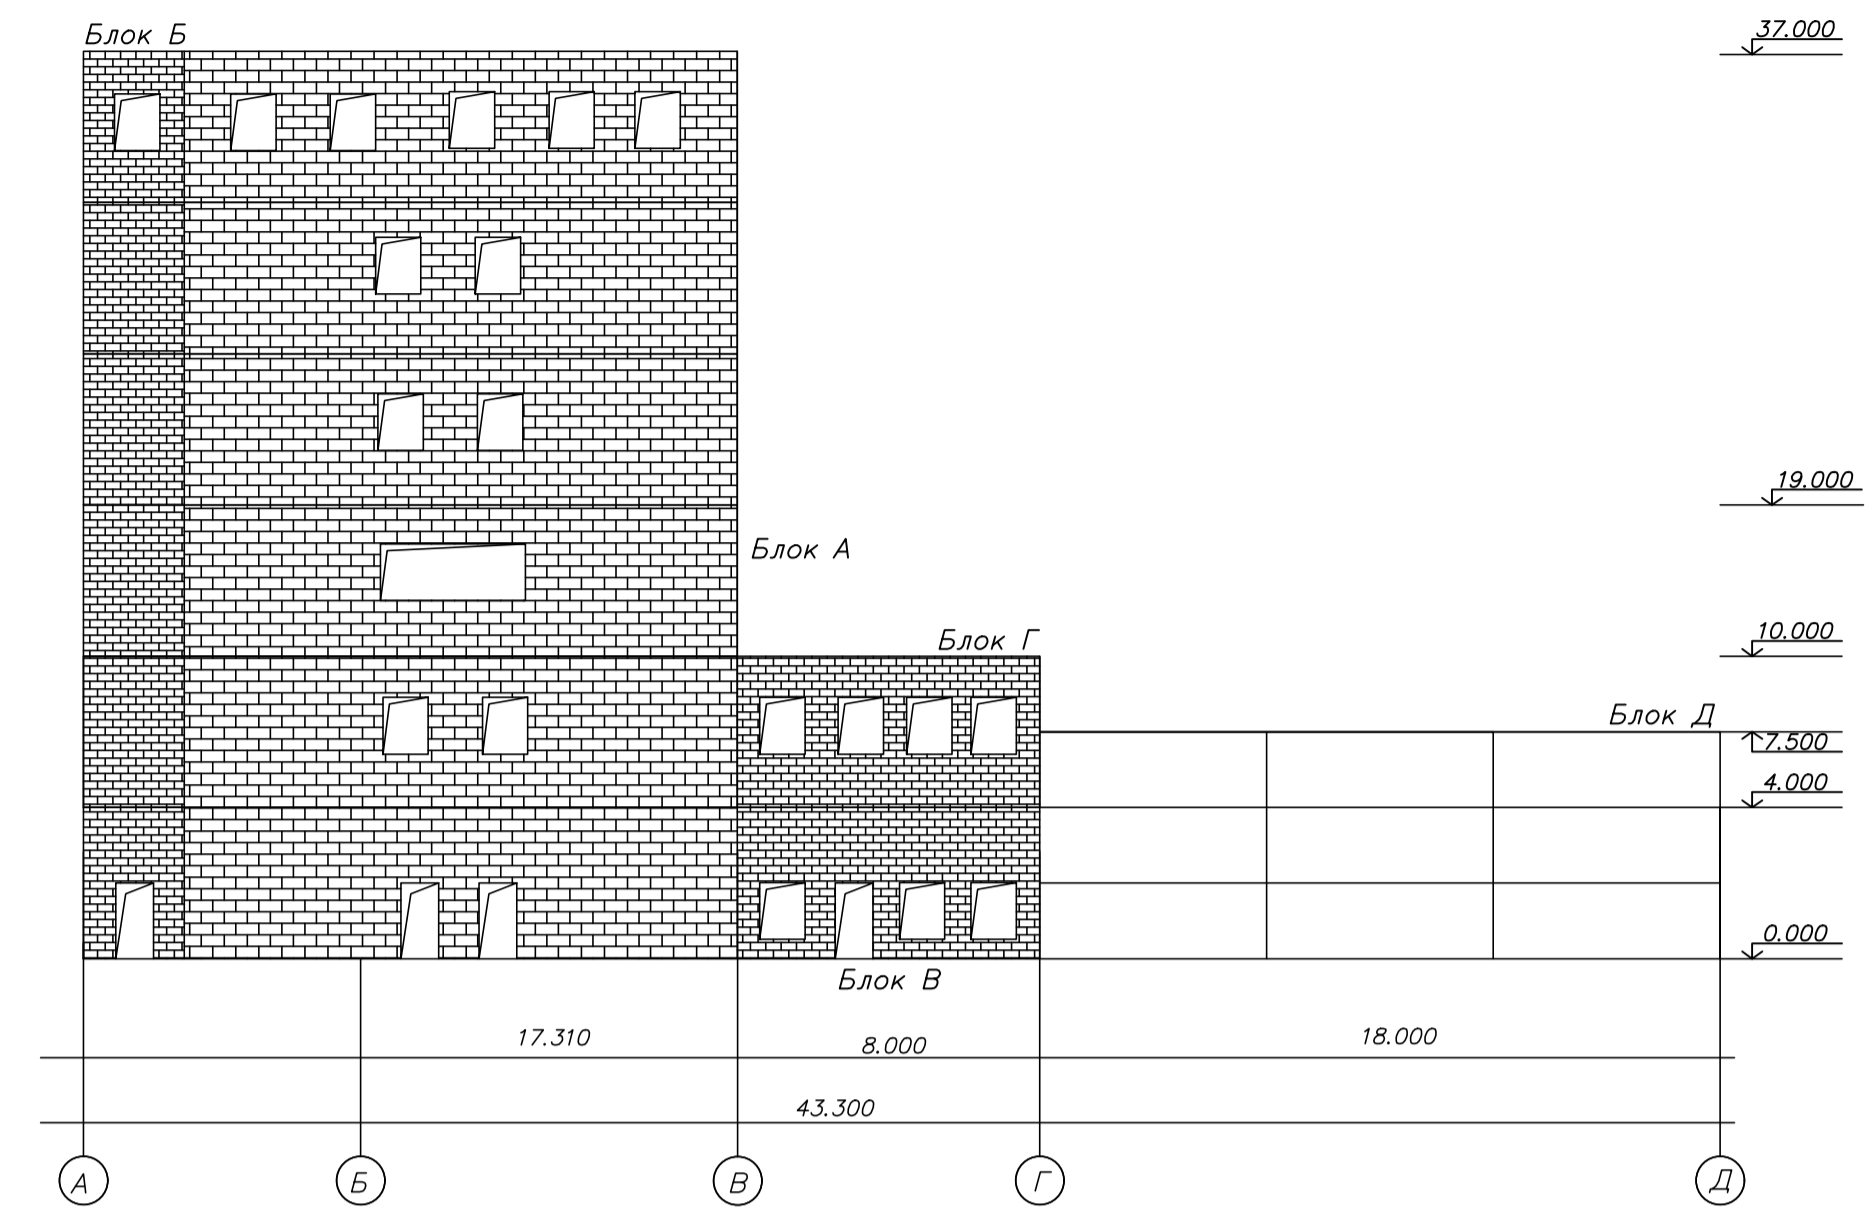 Блок Б
37.000
19.000
Блок А
Блок Г
10.000
Блок Д
7.500
4.000
0.000
Блок В
17.310
8.000
18.000
43.300
А
Б
В
Г
Д